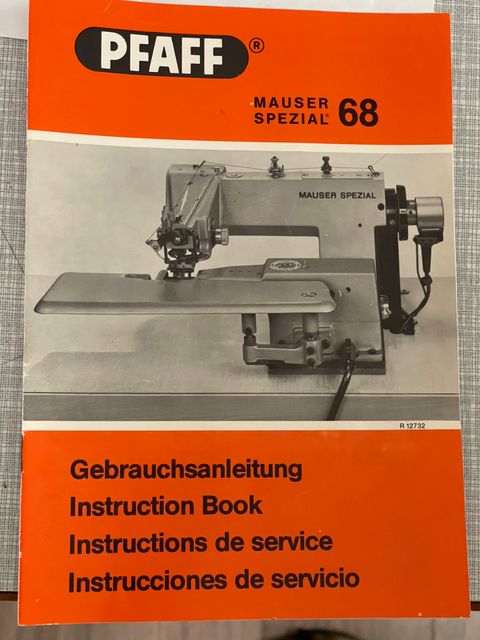 PFAFF ®
MAUSER
SPEZIAL® 68
MAUSER SPEZIAL
R 12732
Gebrauchsanleitung
Instruction Book
Instructions de service
Instrucciones de servicio